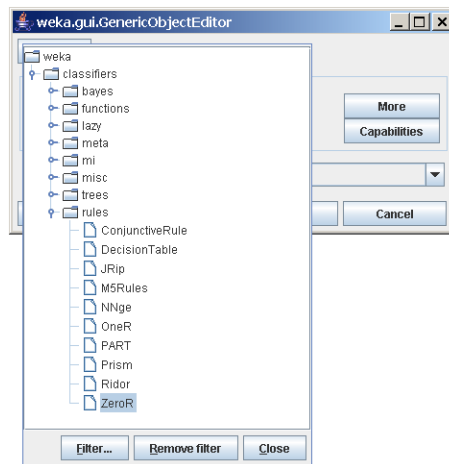 weka.gui.GenericObjectEditor
weka
classifiers
bayes
functions
lazy
meta
mi
misc
trees
rules
ConjunctiveRule
DecisionTable
JRip
M5Rules
NNge
OneR
PART
Prism
Ridor
ZeroR
More
Capabilities
Cancel
Filter...
Remove filter
Close